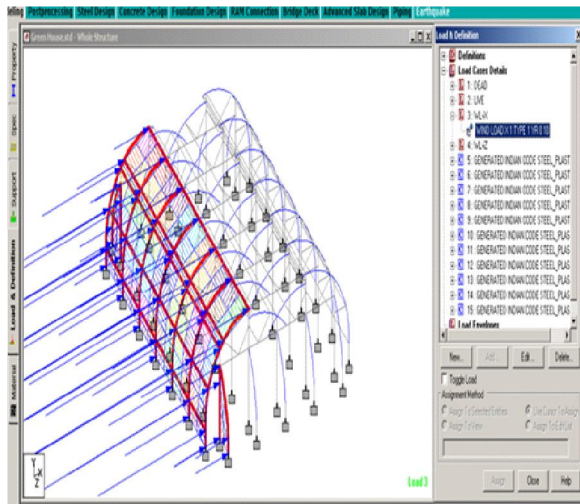 eling Postprocessing Steel Design Concrete Design Foundation Design RAM Connection Bridge Deck Advanced Slab Design Piping Earthquake
Green House.std - Whole Structure
Property
Spec
Support
Load & Definition
Material
Y
X
Z
Load 3
Load & Definition
Definitions
Load Cases Details
1: DEAD
2: LIVE
3: WL-X
WIND LOAD X 1 TYPE 1 YR 0 10
4: WL-Z
5: GENERATED INDIAN CODE STEEL_PLAST
6: GENERATED INDIAN CODE STEEL_PLAS
7: GENERATED INDIAN CODE STEEL_PLAS
8: GENERATED INDIAN CODE STEEL_PLAS
9: GENERATED INDIAN CODE STEEL_PLAS
10: GENERATED INDIAN CODE STEEL_PLAS
11: GENERATED INDIAN CODE STEEL_PLAS
12: GENERATED INDIAN CODE STEEL_PLAS
13: GENERATED INDIAN CODE STEEL_PLAS
14: GENERATED INDIAN CODE STEEL_PLAS
15: GENERATED INDIAN CODE STEEL_PLAS
Load Envelopes
New... Add... Edit... Delete...
Toggle Load
Assignment Method
Assign To Selected Entities
Use Cursor To Assign
Assign To View
Assign To Edit List
Assign Close Help